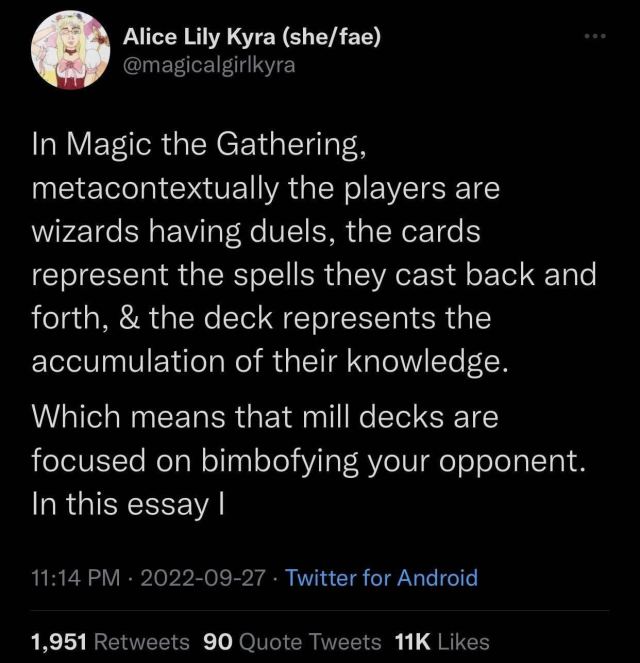 Alice Lily Kyra (she/fae)
@magicalgirlkyra
In Magic the Gathering,
metacontextually the players are
wizards having duels, the cards
represent the spells they cast back and
forth, & the deck represents the
accumulation of their knowledge.
Which means that mill decks are
focused on bimbofying your opponent.
In this essay I
11:14 PM · 2022-09-27 · Twitter for Android
1,951 Retweets 90 Quote Tweets 11K Likes